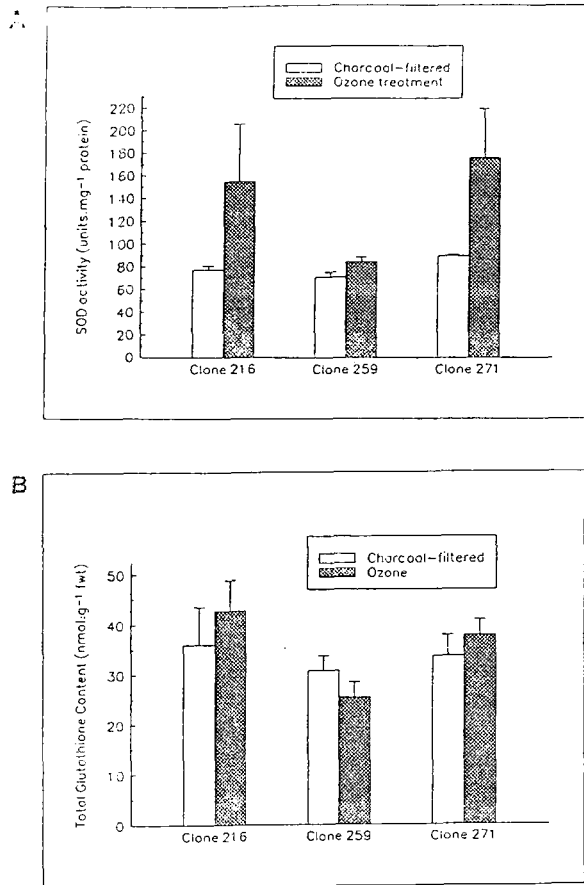 A
Charcoal-filtered
Ozone treatment
SOD activity (units.mg⁻¹ protein)
220
200
180
160
140
120
100
80
60
40
20
0
Clone 216 Clone 259 Clone 271
B
Charcoal-filtered
Ozone
Total Glutathione Content (nmol.g⁻¹ fwt)
50
40
30
20
10
0
Clone 216 Clone 259 Clone 271